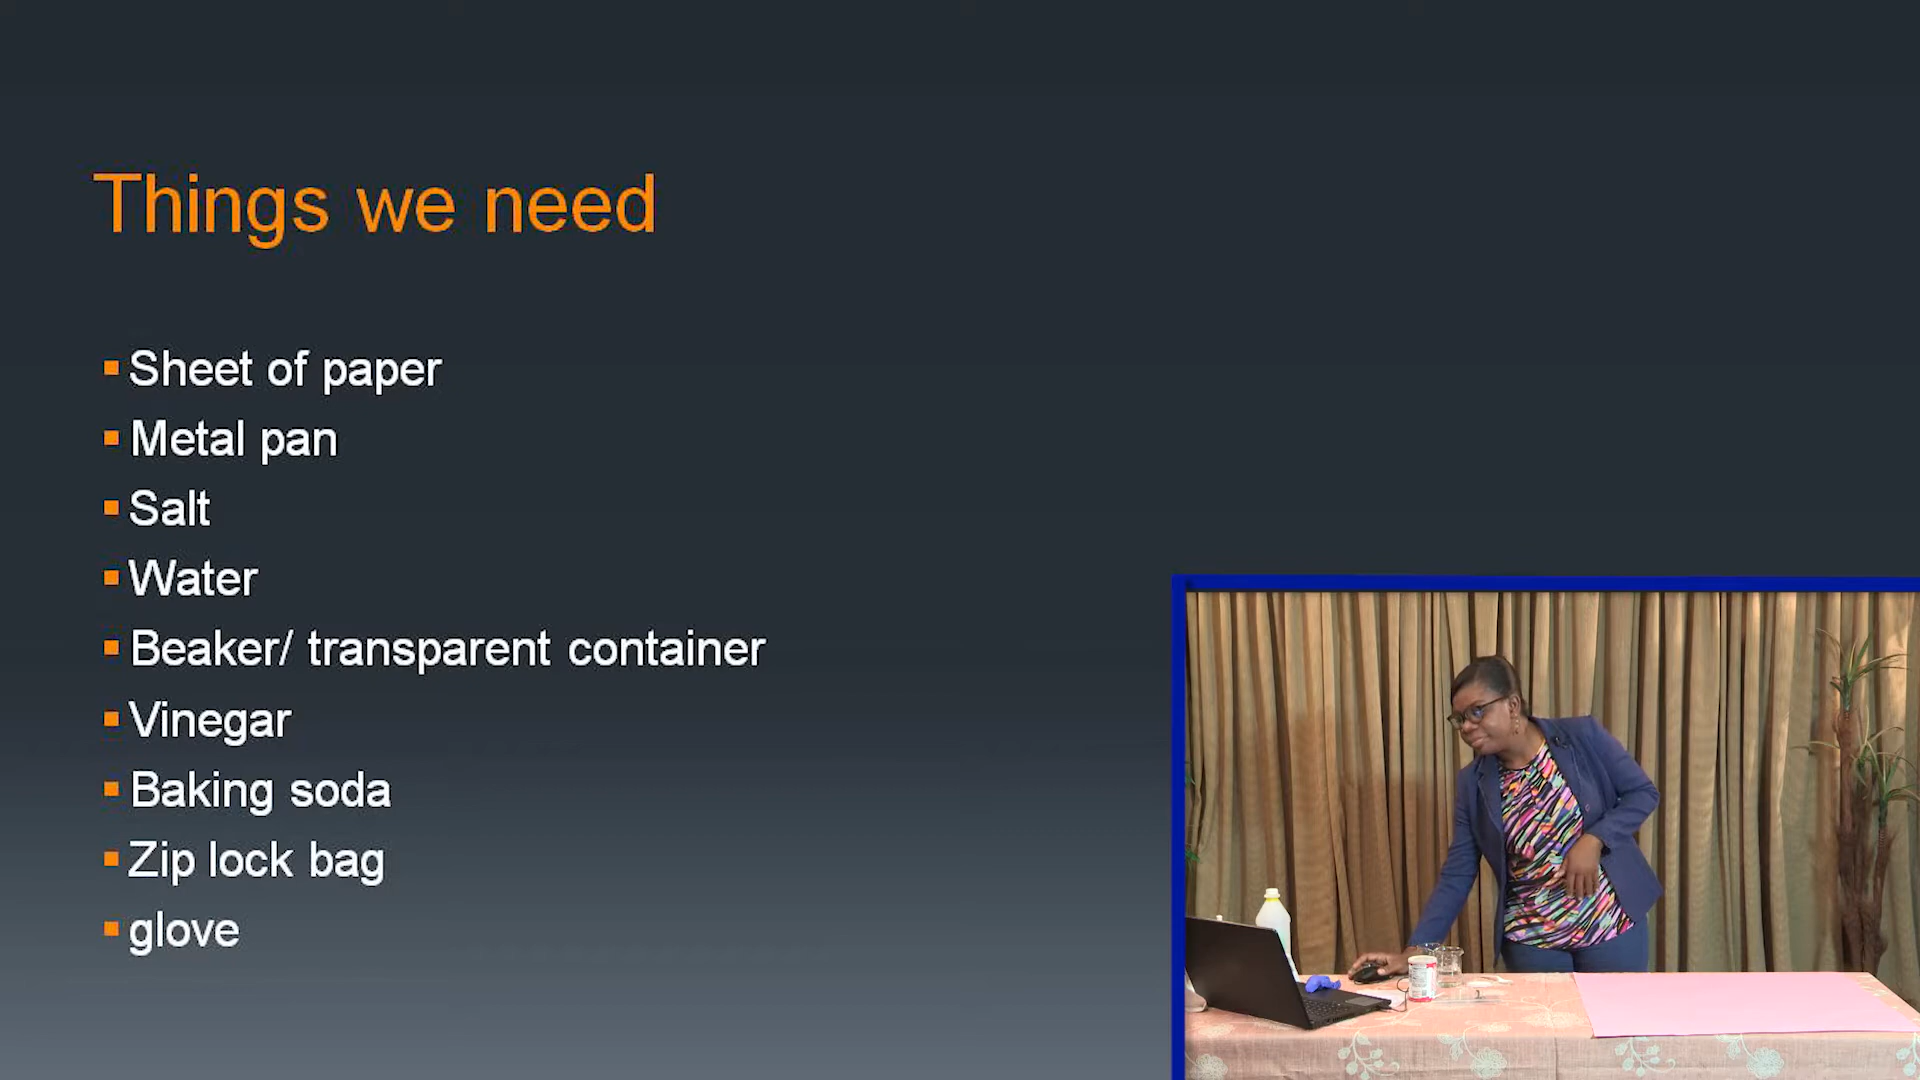 Things we need
Sheet of paper
Metal pan
Salt
Water
Beaker/ transparent container
Vinegar
Baking soda
Zip lock bag
glove